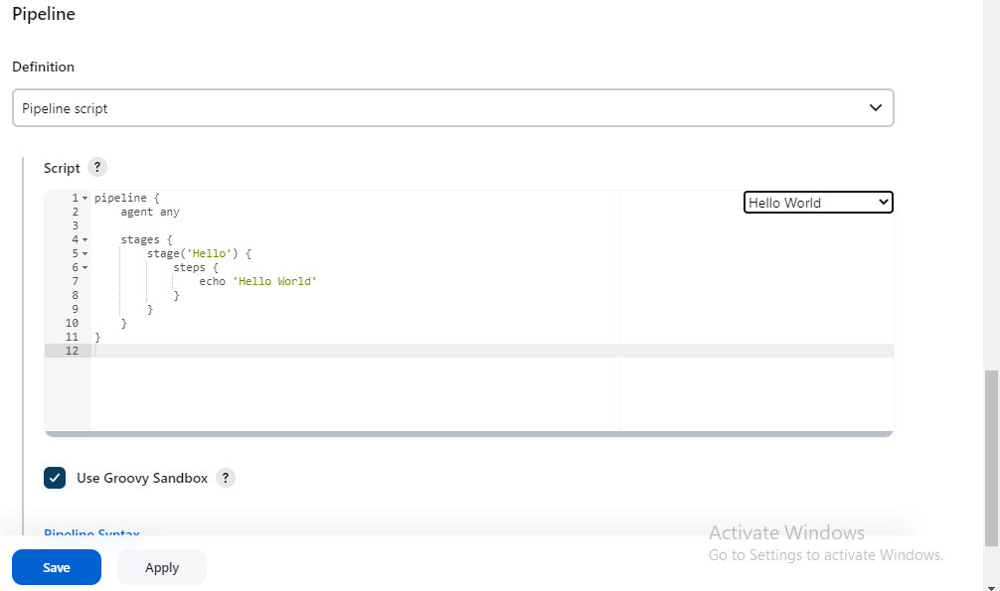 Pipeline
Definition
Pipeline script
Script ?
Hello World
1 pipeline {
2     agent any
3
4     stages {
5         stage('Hello') {
6             steps {
7                 echo 'Hello World'
8             }
9         }
10     }
11 }
12
Use Groovy Sandbox ?
Pipeline Syntax
Activate Windows
Go to Settings to activate Windows.
Save Apply